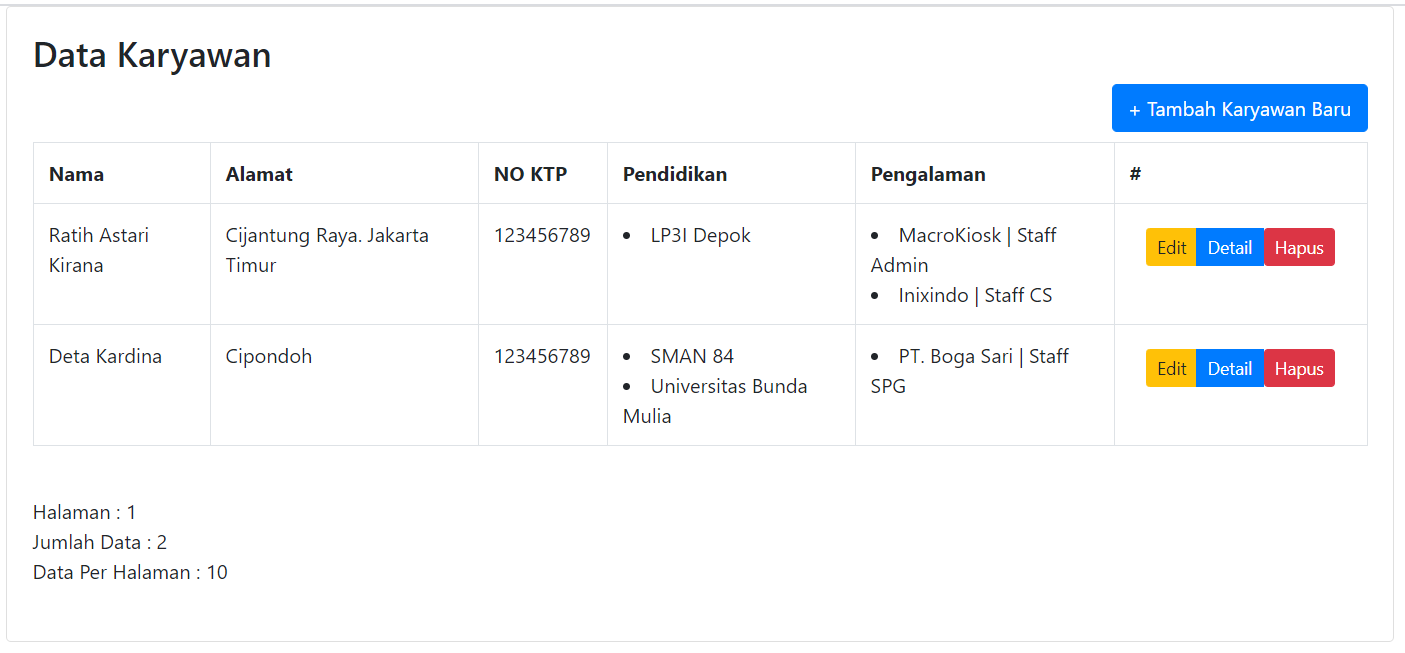 Data Karyawan
+ Tambah Karyawan Baru
Nama Alamat NO KTP Pendidikan Pengalaman #
Ratih Astari Kirana
Cijantung Raya. Jakarta Timur
123456789
• LP3I Depok
• MacroKiosk | Staff Admin
• Inixindo | Staff CS
Edit Detail Hapus
Deta Kardina
Cipondoh
123456789
• SMAN 84
• Universitas Bunda Mulia
• PT. Boga Sari | Staff SPG
Edit Detail Hapus
Halaman : 1
Jumlah Data : 2
Data Per Halaman : 10